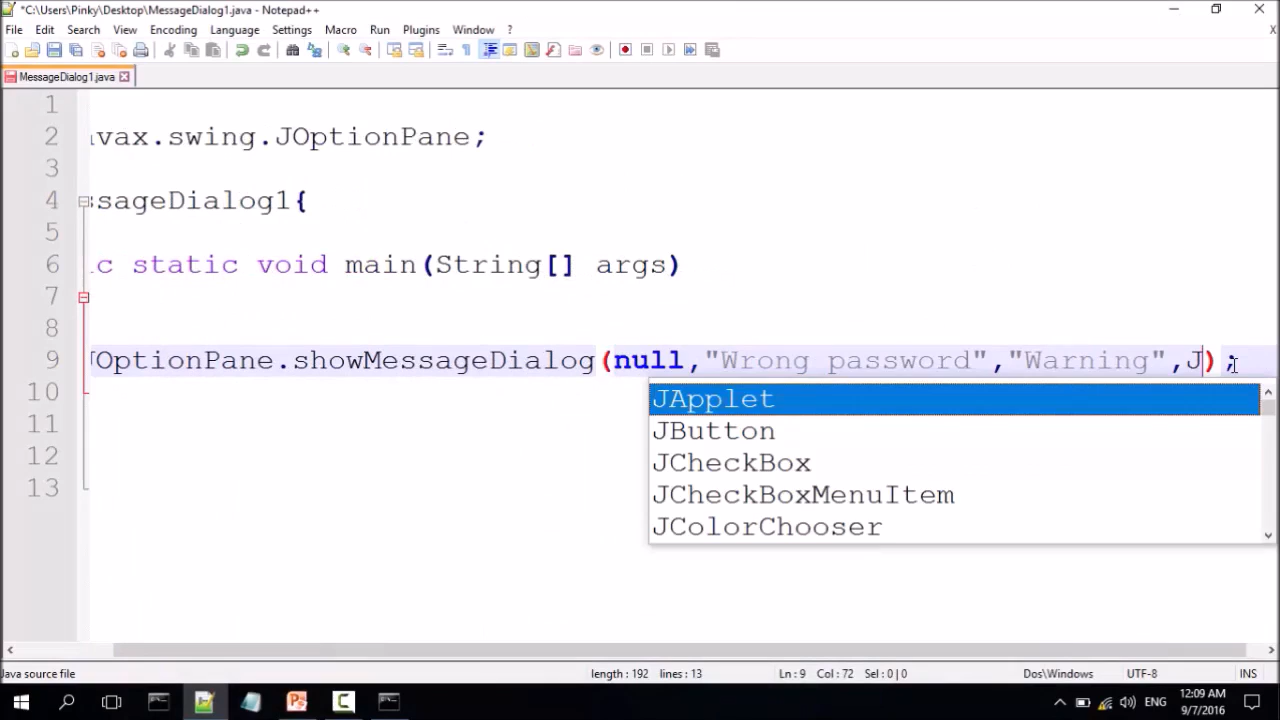 *C:\Users\Pinky\Desktop\MessageDialog1.java - Notepad++
File Edit Search View Encoding Language Settings Macro Run Plugins Window ? X
MessageDialog1.java
1
2 avax.swing.JOptionPane;
3
4 ssageDialog1{
5
6 ic static void main(String[] args)
7
8
9 JOptionPane.showMessageDialog(null,"Wrong password","Warning",J);
10
JApplet
11
JButton
12
JCheckBox
13
JCheckBoxMenuItem
JColorChooser
Java source file length : 192 lines : 13 Ln : 9 Col : 72 Sel : 0 | 0 Dos\Windows UTF-8 INS
ENG 12:09 AM
9/7/2016